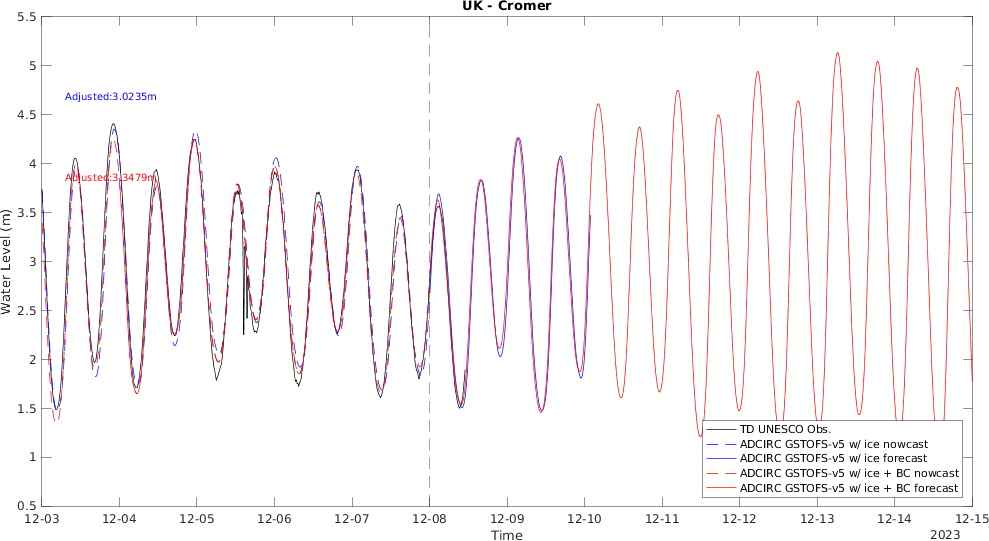 UK - Cromer
5.5
5
4.5
4
3.5
3
2.5
2
1.5
1
0.5
Water Level (m)
Adjusted:3.0235m
Adjusted:3.3479m
TD UNESCO Obs.
ADCIRC GSTOFS-v5 w/ ice nowcast
ADCIRC GSTOFS-v5 w/ ice forecast
ADCIRC GSTOFS-v5 w/ ice + BC nowcast
ADCIRC GSTOFS-v5 w/ ice + BC forecast
12-03 12-04 12-05 12-06 12-07 12-08 12-09 12-10 12-11 12-12 12-13 12-14 12-15
Time
2023